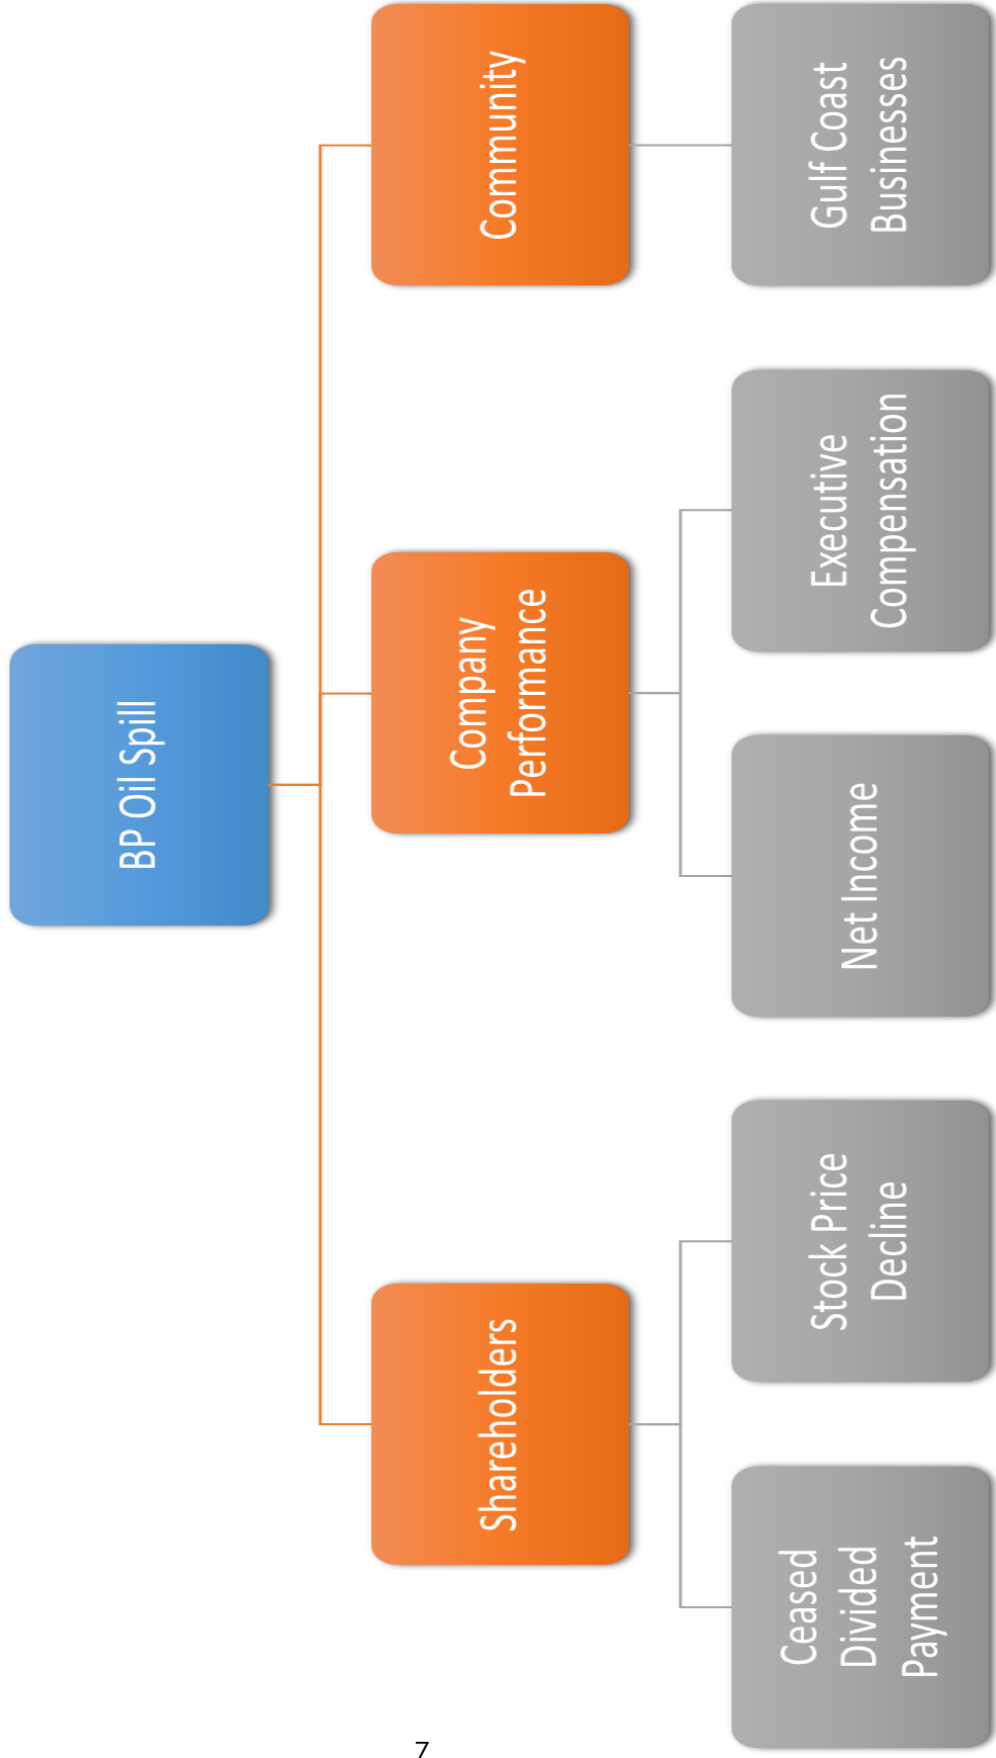 BP Oil Spill
Shareholders
Company
Performance
Community
Ceased
Divided
Payment
Stock Price
Decline
Net Income
Executive
Compensation
Gulf Coast
Businesses
7